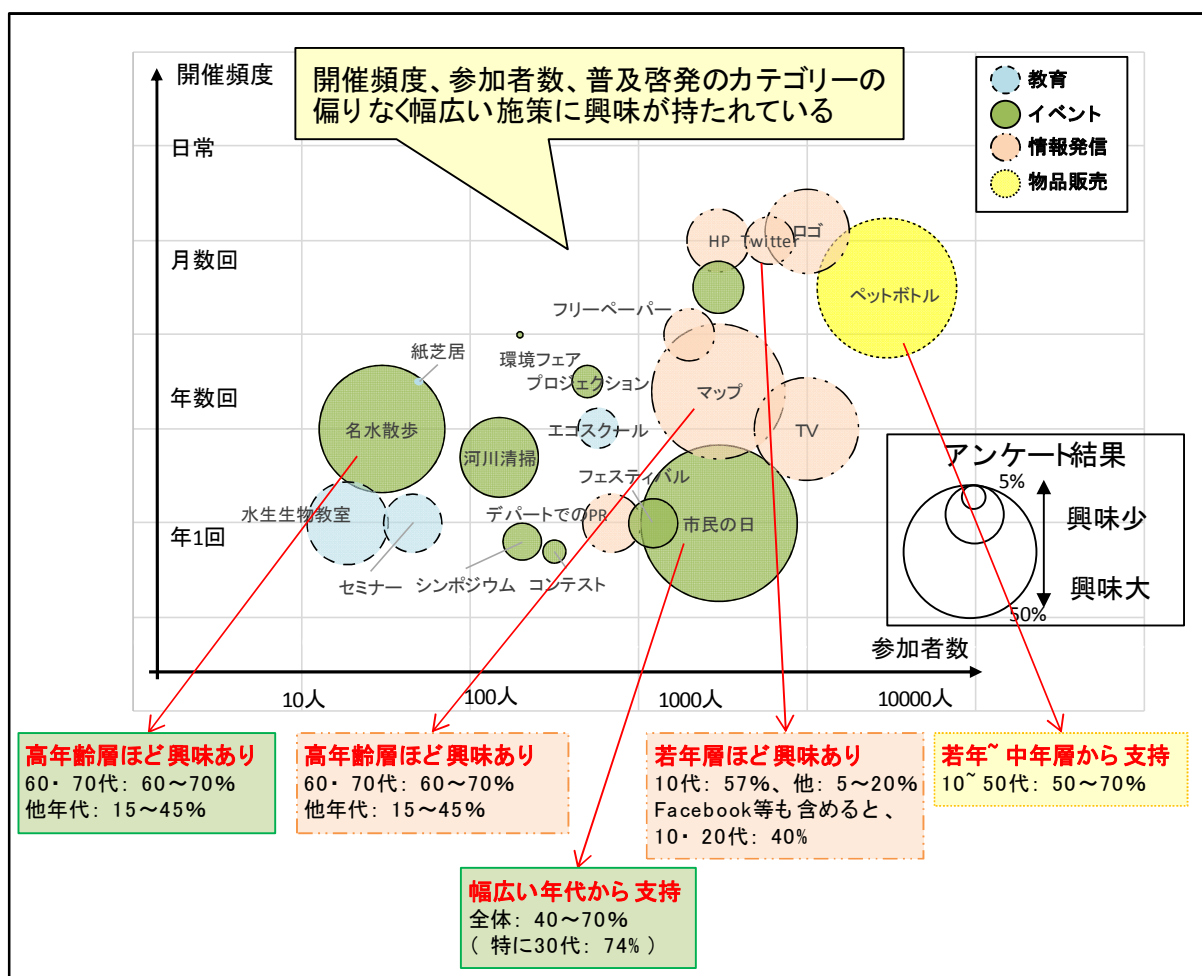 開催頻度
開催頻度、参加者数、普及啓発のカテゴリーの
偏りなく幅広い施策に興味が持たれている
教育
イベント
情報発信
物品販売
日常
月数回
年数回
年1回
HP
Twitter
ロゴ
ペットボトル
フリーペーパー
紙芝居
環境フェア
プロジェクション
マップ
名水散歩
エコスクール
TV
河川清掃
フェスティバル
水生生物教室
デパートでのPR
市民の日
セミナー
シンポジウム
コンテスト
アンケート結果
5%
興味少
興味大
50%
参加者数
10人
100人
1000人
10000人
高年齢層ほど興味あり
60・70代: 60～70%
他年代: 15～45%
高年齢層ほど興味あり
60・70代: 60～70%
他年代: 15～45%
若年層ほど興味あり
10代: 57%、他: 5～20%
Facebook等も含めると、
10・20代: 40%
若年~中年層から支持
10~50代: 50～70%
幅広い年代から支持
全体: 40～70%
(特に30代: 74%)